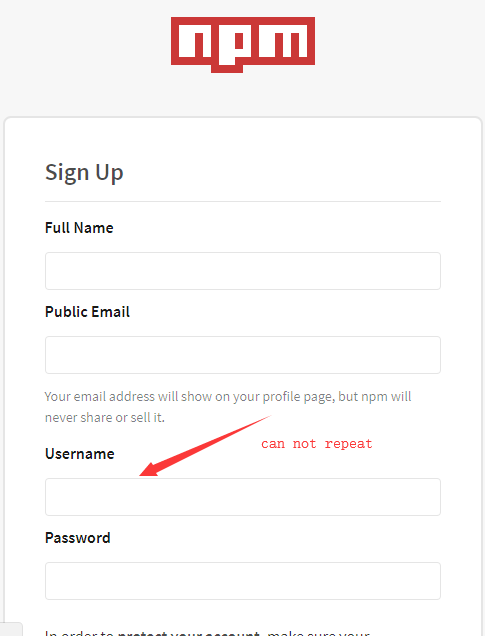 npm
Sign Up
Full Name
Public Email
Your email address will show on your profile page, but npm will
never share or sell it.
can not repeat
Username
Password
In order to protect your account, make sure your